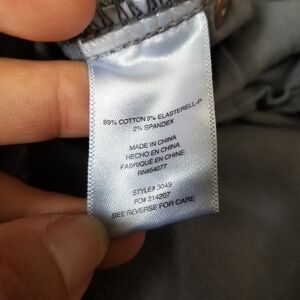 89% COTTON 9% ELASTERELL-P
2% SPANDEX
MADE IN CHINA
HECHO EN CHINA
FABRIQUÉ EN CHINE
RN#54077
STYLE# 3049
PO# 214207
SEE REVERSE FOR CARE